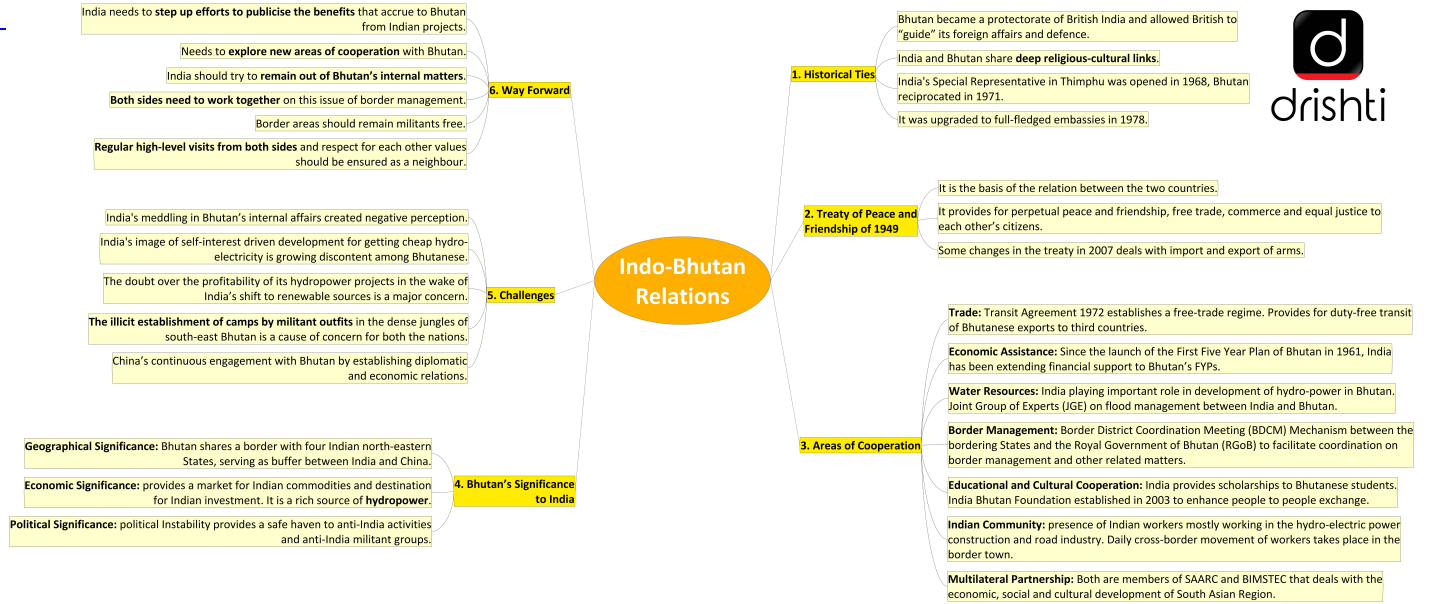 Indo-Bhutan
Relations
drishti
1. Historical Ties
Bhutan became a protectorate of British India and allowed British to
“guide” its foreign affairs and defence.
India and Bhutan share deep religious-cultural links.
India's Special Representative in Thimphu was opened in 1968, Bhutan
reciprocated in 1971.
It was upgraded to full-fledged embassies in 1978.
2. Treaty of Peace and
Friendship of 1949
It is the basis of the relation between the two countries.
It provides for perpetual peace and friendship, free trade, commerce and equal justice to
each other’s citizens.
Some changes in the treaty in 2007 deals with import and export of arms.
3. Areas of Cooperation
Trade: Transit Agreement 1972 establishes a free-trade regime. Provides for duty-free transit
of Bhutanese exports to third countries.
Economic Assistance: Since the launch of the First Five Year Plan of Bhutan in 1961, India
has been extending financial support to Bhutan’s FYPs.
Water Resources: India playing important role in development of hydro-power in Bhutan.
Joint Group of Experts (JGE) on flood management between India and Bhutan.
Border Management: Border District Coordination Meeting (BDCM) Mechanism between the
bordering States and the Royal Government of Bhutan (RGoB) to facilitate coordination on
border management and other related matters.
Educational and Cultural Cooperation: India provides scholarships to Bhutanese students.
India Bhutan Foundation established in 2003 to enhance people to people exchange.
Indian Community: presence of Indian workers mostly working in the hydro-electric power
construction and road industry. Daily cross-border movement of workers takes place in the
border town.
Multilateral Partnership: Both are members of SAARC and BIMSTEC that deals with the
economic, social and cultural development of South Asian Region.
4. Bhutan’s Significance
to India
Geographical Significance: Bhutan shares a border with four Indian north-eastern
States, serving as buffer between India and China.
Economic Significance: provides a market for Indian commodities and destination
for Indian investment. It is a rich source of hydropower.
Political Significance: political Instability provides a safe haven to anti-India activities
and anti-India militant groups.
5. Challenges
India's meddling in Bhutan’s internal affairs created negative perception.
India's image of self-interest driven development for getting cheap hydro-
electricity is growing discontent among Bhutanese.
The doubt over the profitability of its hydropower projects in the wake of
India’s shift to renewable sources is a major concern.
The illicit establishment of camps by militant outfits in the dense jungles of
south-east Bhutan is a cause of concern for both the nations.
China’s continuous engagement with Bhutan by establishing diplomatic
and economic relations.
6. Way Forward
India needs to step up efforts to publicise the benefits that accrue to Bhutan
from Indian projects.
Needs to explore new areas of cooperation with Bhutan.
India should try to remain out of Bhutan’s internal matters.
Both sides need to work together on this issue of border management.
Border areas should remain militants free.
Regular high-level visits from both sides and respect for each other values
should be ensured as a neighbour.